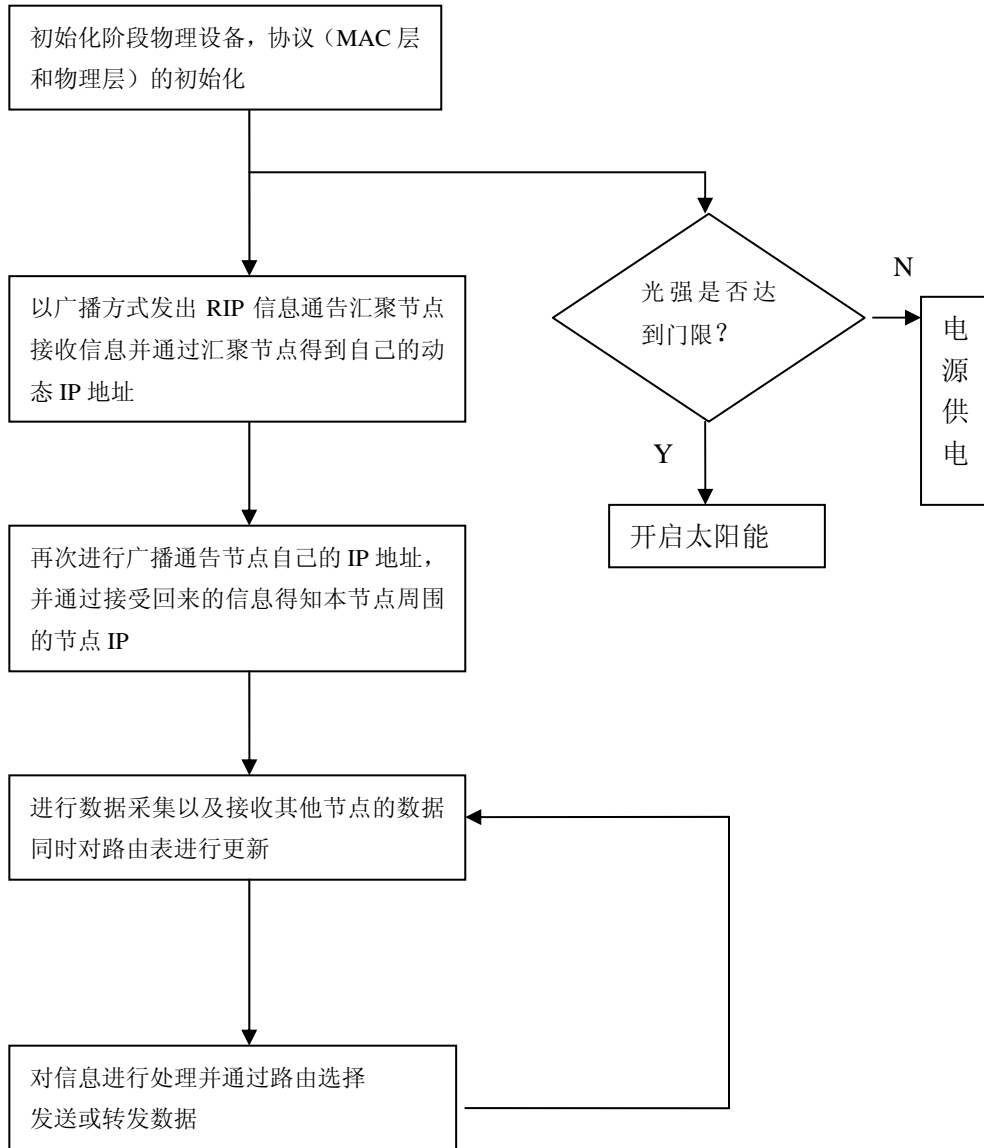 初始化阶段物理设备，协议（MAC 层
和物理层）的初始化
以广播方式发出 RIP 信息通告汇聚节点
接收信息并通过汇聚节点得到自己的动
态 IP 地址
光强是否达
到门限？
N
电
源
供
电
Y
开启太阳能
再次进行广播通告节点自己的 IP 地址，
并通过接受回来的信息得知本节点周围
的节点 IP
进行数据采集以及接收其他节点的数据
同时对路由表进行更新
对信息进行处理并通过路由选择
发送或转发数据